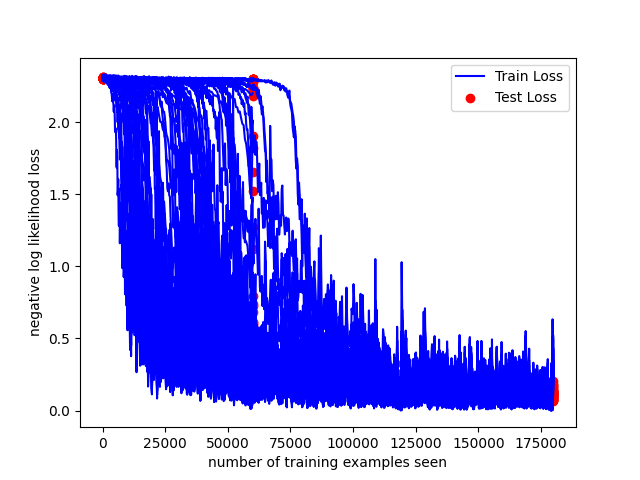 Train Loss
Test Loss
negative log likelihood loss
2.0
1.5
1.0
0.5
0.0
0 25000 50000 75000 100000 125000 150000 175000
number of training examples seen